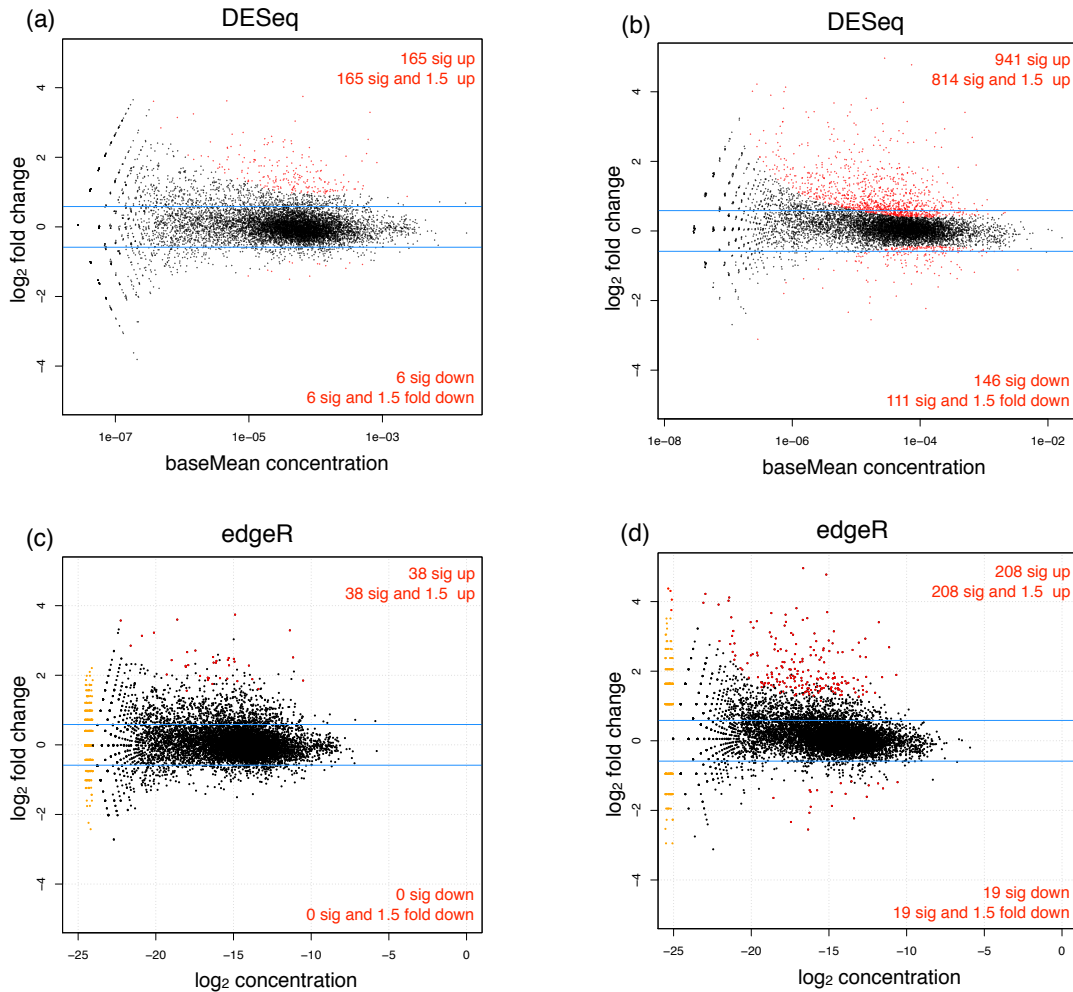 (a)
DESeq
165 sig up
165 sig and 1.5 up
4
2
0
−2
−4
log2 fold change
6 sig down
6 sig and 1.5 fold down
1e−07
1e−05
1e−03
baseMean concentration
(b)
DESeq
941 sig up
814 sig and 1.5 up
4
2
0
−2
−4
log2 fold change
146 sig down
111 sig and 1.5 fold down
1e−08
1e−06
1e−04
1e−02
baseMean concentration
(c)
edgeR
38 sig up
38 sig and 1.5 up
4
2
0
−2
−4
log2 fold change
0 sig down
0 sig and 1.5 fold down
−25
−20
−15
−10
−5
0
log2 concentration
(d)
edgeR
208 sig up
208 sig and 1.5 up
4
2
0
−2
−4
log2 fold change
19 sig down
19 sig and 1.5 fold down
−25
−20
−15
−10
−5
0
log2 concentration